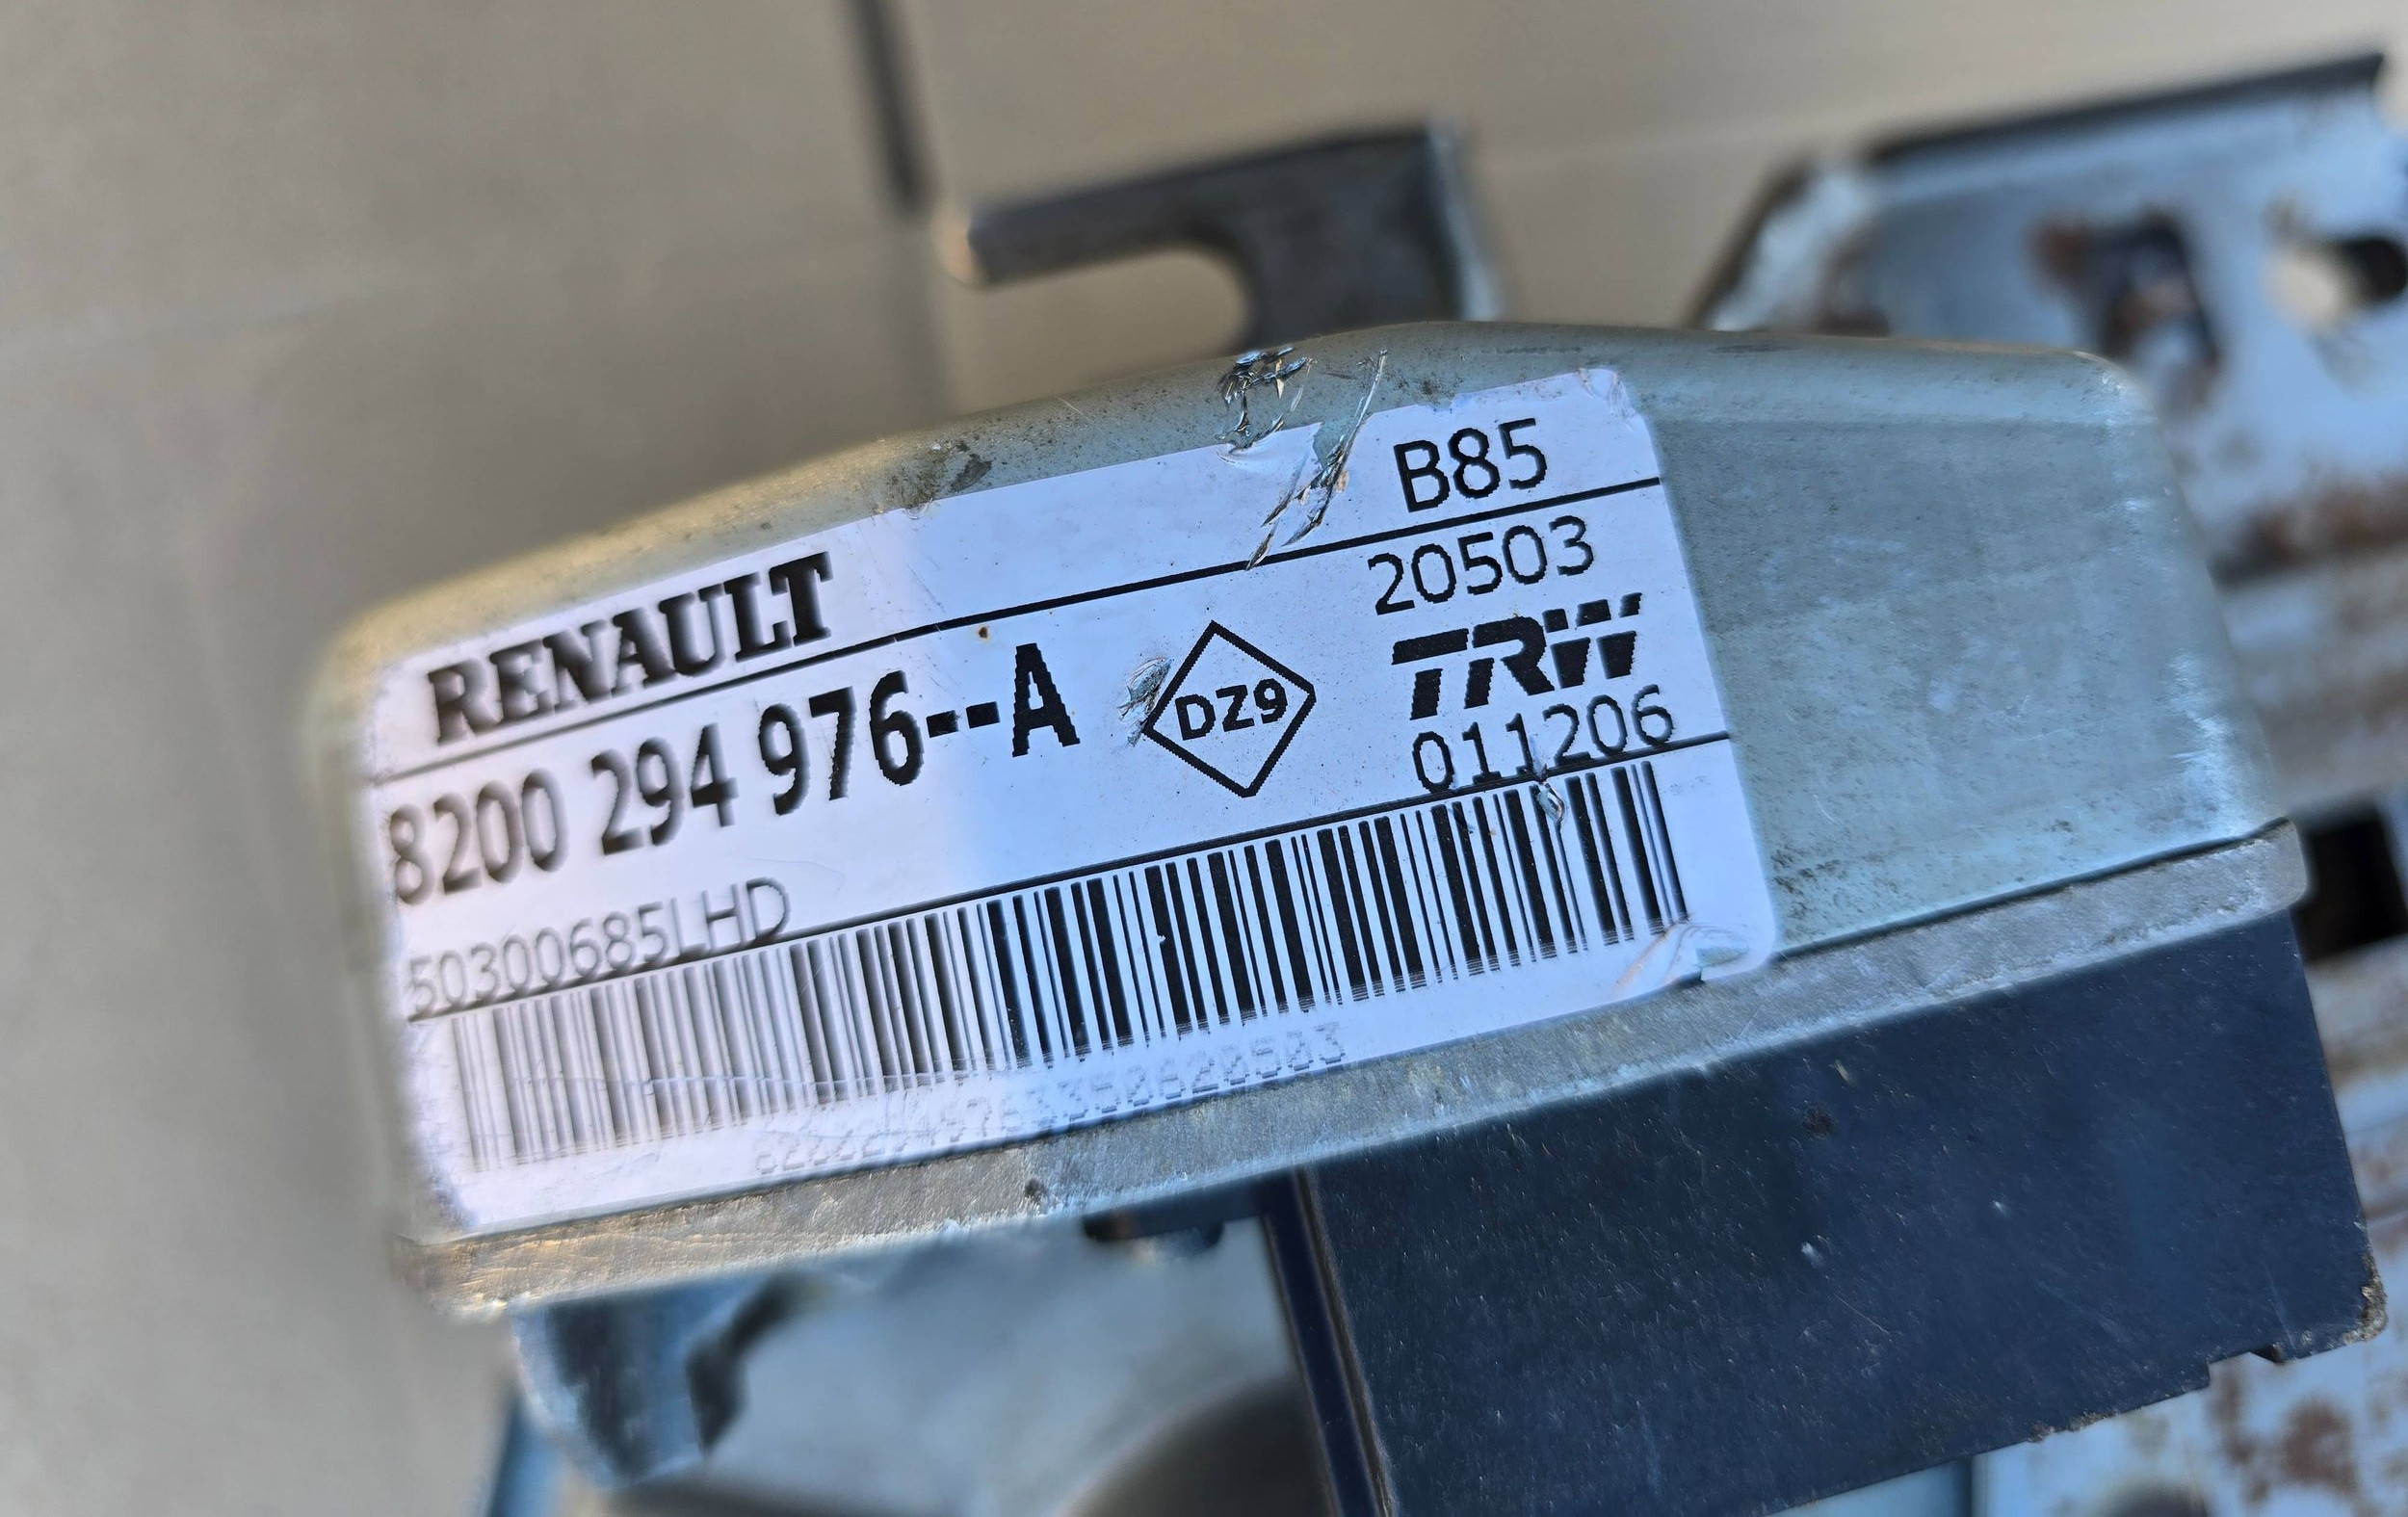 RENAULT B85
8200 294 976--A
DZ9
20503
TRW
011206
50300685LHD